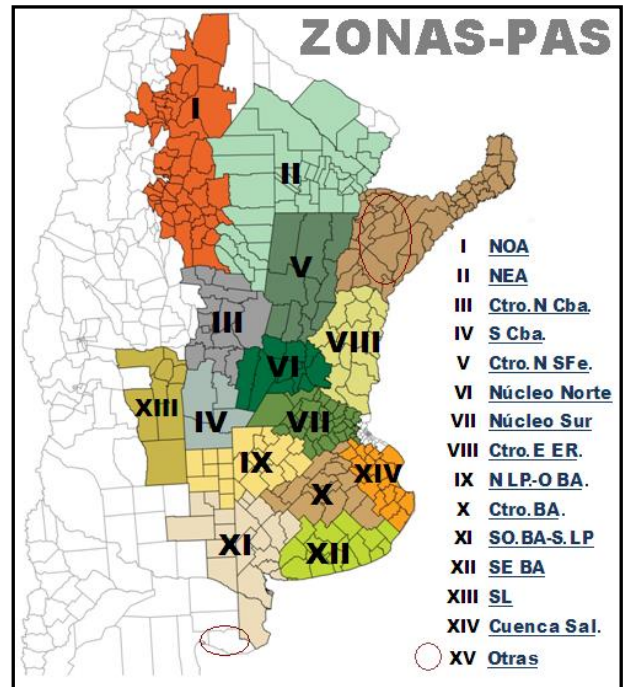 ZONAS-PAS
I
II
V
III
VIII
VI
XIII
IV
VII
IX
XIV
X
XI
XII
I NOA
II NEA
III Ctro.N Cba.
IV S Cba.
V Ctro.N SFe.
VI Núcleo Norte
VII Núcleo Sur
VIII Ctro.E ER.
IX N LP-O BA.
X Ctro.BA.
XI SO.BA-S.LP
XII SE BA
XIII SL
XIV Cuenca Sal.
XV Otras